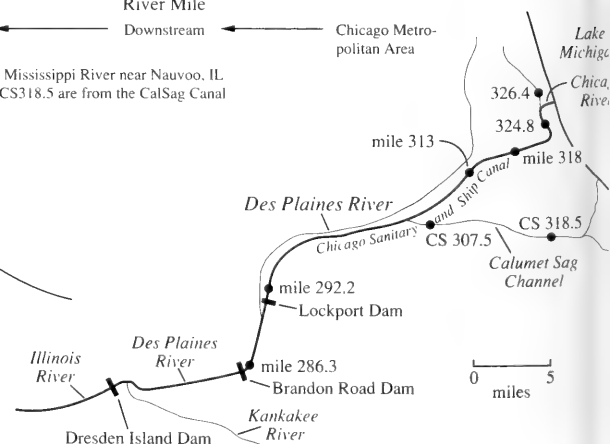 River Mile
Downstream
Chicago Metro-
politan Area
Mississippi River near Nauvoo, IL
CS318.5 are from the CalSag Canal
Lake
326.4
324.8
mile 313
mile 318
Des Plaines River
Chicago Sanitary and Ship Canal
CS 307.5
CS 318.5
Calumet Sag
Channel
mile 292.2
Lockport Dam
Des Plaines
River
Illinois
River
mile 286.3
Brandon Road Dam
0 5
miles
Kankakee
River
Dresden Island Dam